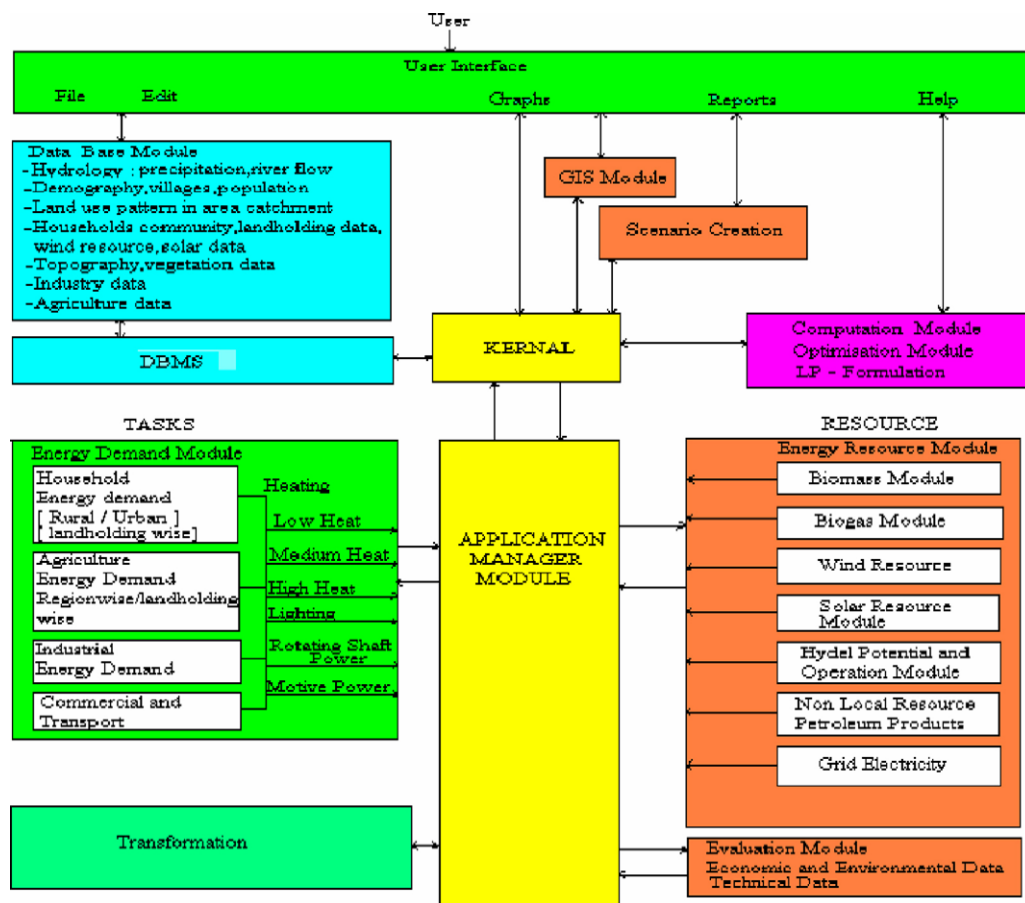 User
User Interface
File Edit Graphs Reports Help
Data Base Module
-Hydrology : precipitation,river flow
-Demography,villages,population
-Land use pattern in area catchment
-Households community,landholding data,
wind resource,solar data
-Topography,vegetation data
-Industry data
-Agriculture data
GIS Module
Scenario Creation
DBMS
KERNAL
Computation Module
Optimisation Module
LP - Formulation
TASKS
Energy Demand Module
Household
Energy demand
[ Rural / Urban ]
[ landholding wise]
Agriculture
Energy Demand
Regionwise/landholding
wise
Industrial
Energy Demand
Commercial and
Transport
Heating
Low Heat
Medium Heat
High Heat
Lighting
Rotating Shaft
Power
Motive Power
APPLICATION
MANAGER
MODULE
RESOURCE
Energy Resource Module
Biomass Module
Biogas Module
Wind Resource
Solar Resource
Module
Hydel Potential and
Operation Module
Non Local Resource
Petroleum Products
Grid Electricity
Transformation
Evaluation Module
Economic and Environmental Data
Technical Data